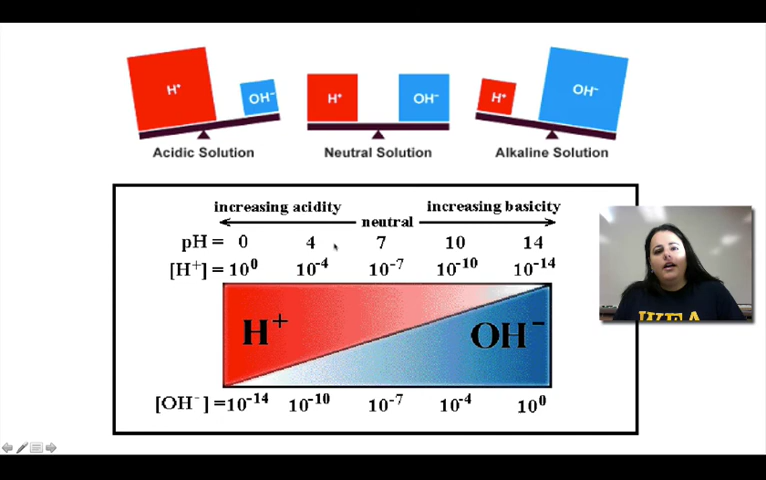 H⁺ OH⁻ H⁺ OH⁻ H⁺ OH⁻
Acidic Solution Neutral Solution Alkaline Solution
increasing acidity increasing basicity
neutral
pH = 0 4 7 10 14
[H⁺] = 10⁰ 10⁻⁴ 10⁻⁷ 10⁻¹⁰ 10⁻¹⁴
H⁺ OH⁻
[OH⁻] =10⁻¹⁴ 10⁻¹⁰ 10⁻⁷ 10⁻⁴ 10⁰